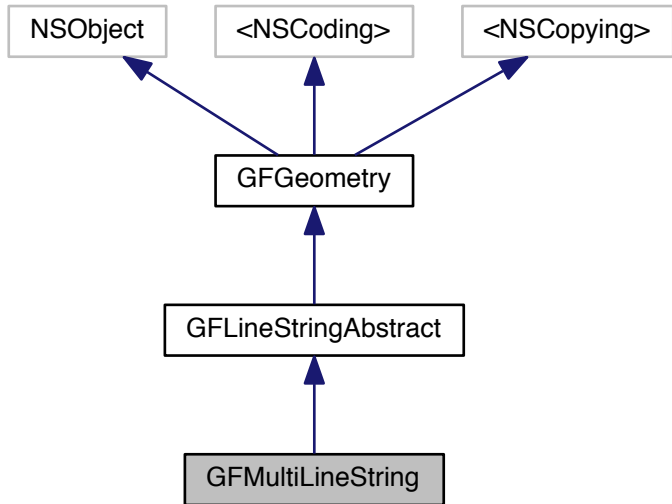 NSObject
<NSCoding>
<NSCopying>
GFGeometry
GFLineStringAbstract
GFMultiLineString